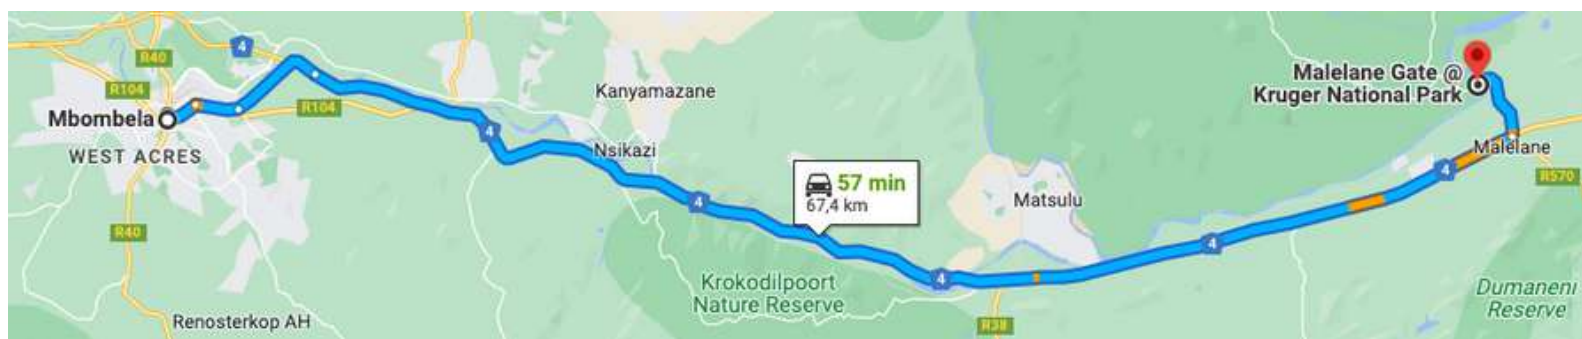 4
R40
R104
Mbombela
R104
WEST ACRES
R40
Renosterkop AH
Kanyamazane
4
Nsikazi
4
57 min
67,4 km
Krokodilpoort
Nature Reserve
4
R38
Matsulu
4
Malelane Gate @
Kruger National Park
Malelane
4
R570
Dumaneni
Reserve